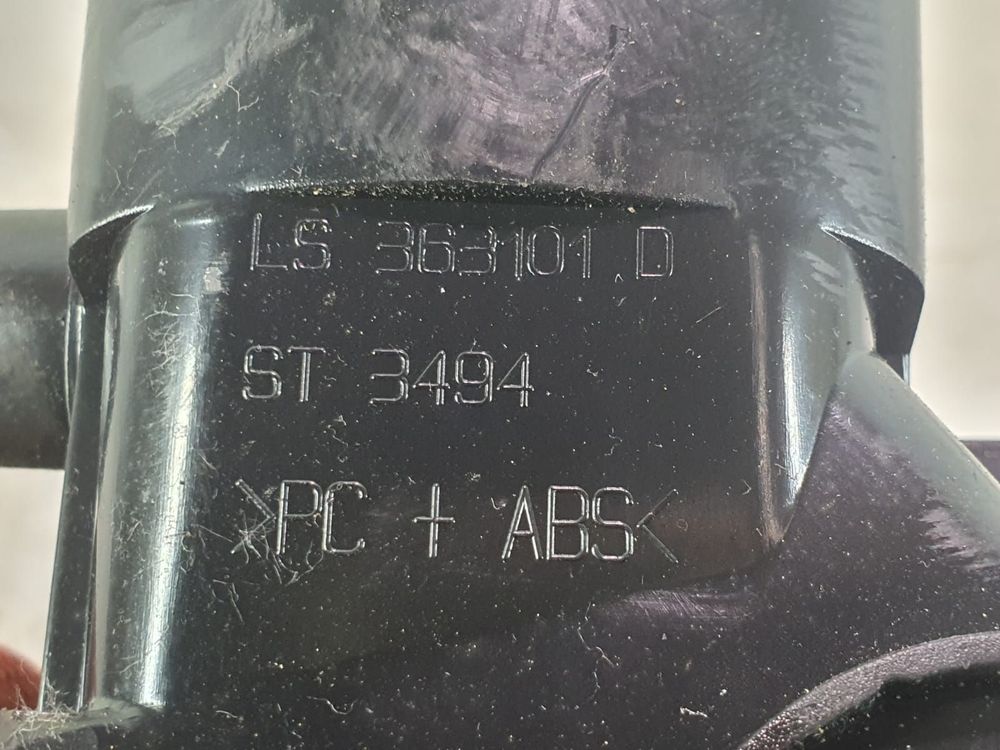 LS 363101 D
ST 3494
>PC + ABS<